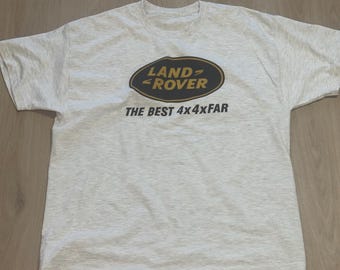 LAND
ROVER
THE BEST 4x4xFAR